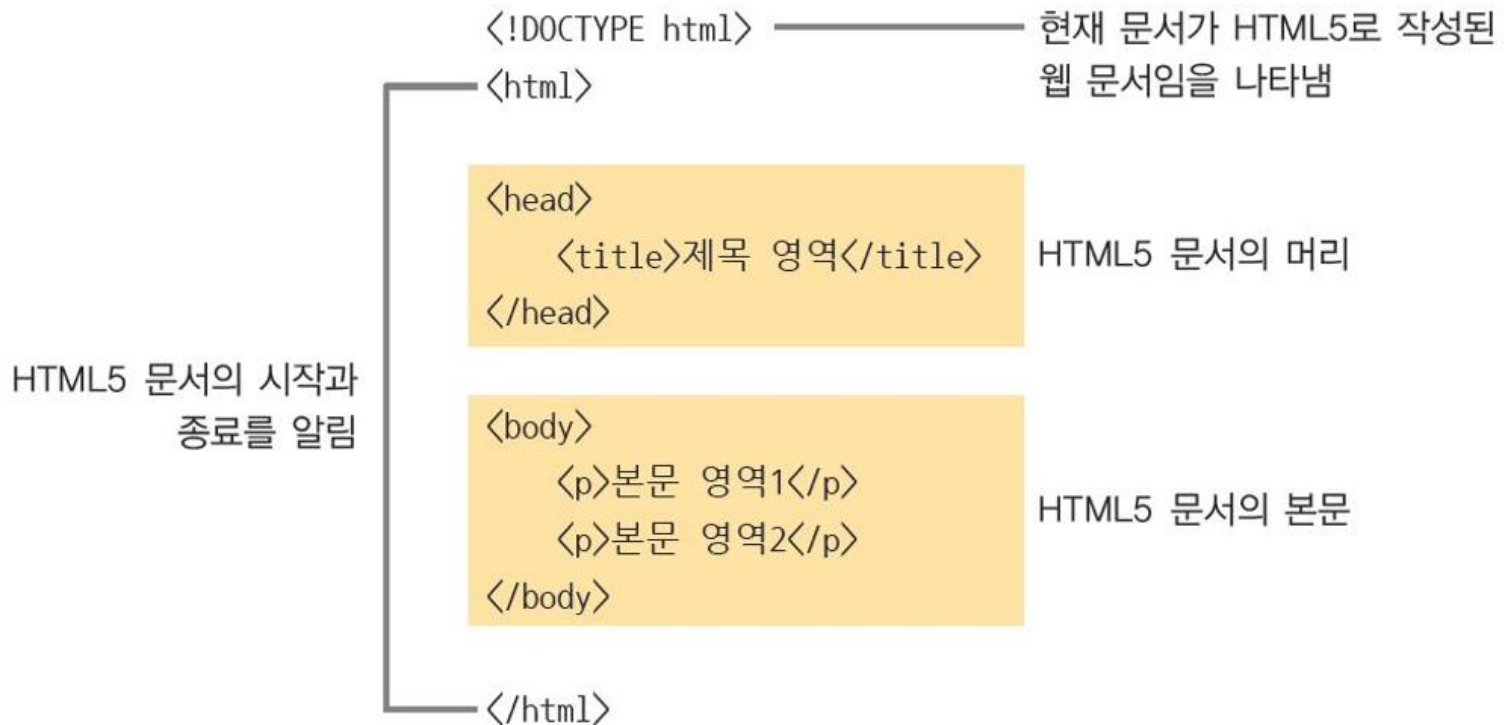 <!DOCTYPE html>
현재 문서가 HTML5로 작성된
웹 문서임을 나타냄
<html>
<head>
<title>제목 영역</title>
</head>
HTML5 문서의 머리
HTML5 문서의 시작과
종료를 알림
<body>
<p>본문 영역1</p>
<p>본문 영역2</p>
</body>
HTML5 문서의 본문
</html>